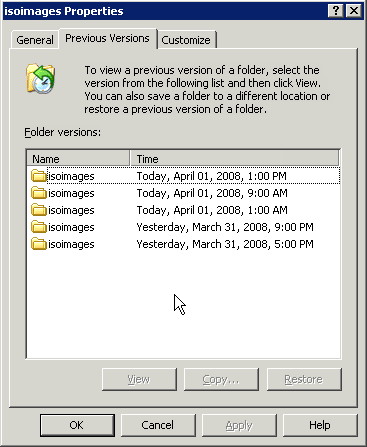 isoimages Properties
General
Previous Versions
Customize
To view a previous version of a folder, select the
version from the following list and then click View.
You can also save a folder to a different location or
restore a previous version of a folder.
Folder versions:
Name Time
isoimages Today, April 01, 2008, 1:00 PM
isoimages Today, April 01, 2008, 9:00 AM
isoimages Today, April 01, 2008, 1:00 AM
isoimages Yesterday, March 31, 2008, 9:00 PM
isoimages Yesterday, March 31, 2008, 5:00 PM
View Copy... Restore
OK Cancel Apply Help